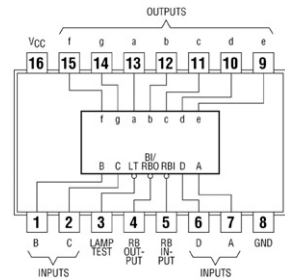 OUTPUTS
VCC f g a b c d e
16 15 14 13 12 11 10 9
f g a b c d e
BI/
B C LT RBO RBI D A
1 2 3 4 5 6 7 8
B C LAMP TEST RB OUT-PUT RB IN-PUT D A GND
INPUTS INPUTS